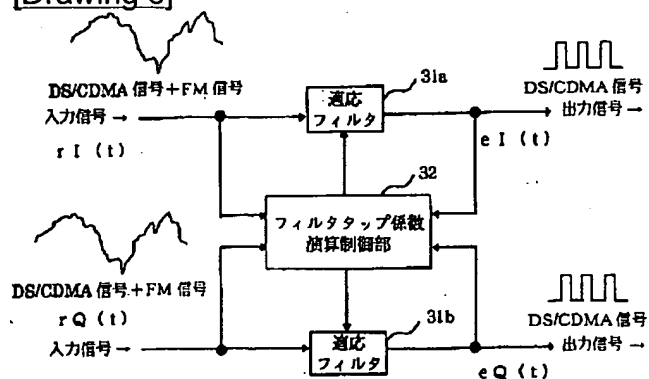 DS/CDMA 信号+FM 信号
入力信号→
r I (t)
適応
フィルタ
31a
DS/CDMA 信号
出力信号→
e I (t)
32
フィルタタップ係数
演算制御部
DS/CDMA 信号+FM 信号
r Q (t)
入力信号→
適応
フィルタ
31b
DS/CDMA 信号
出力信号→
e Q (t)